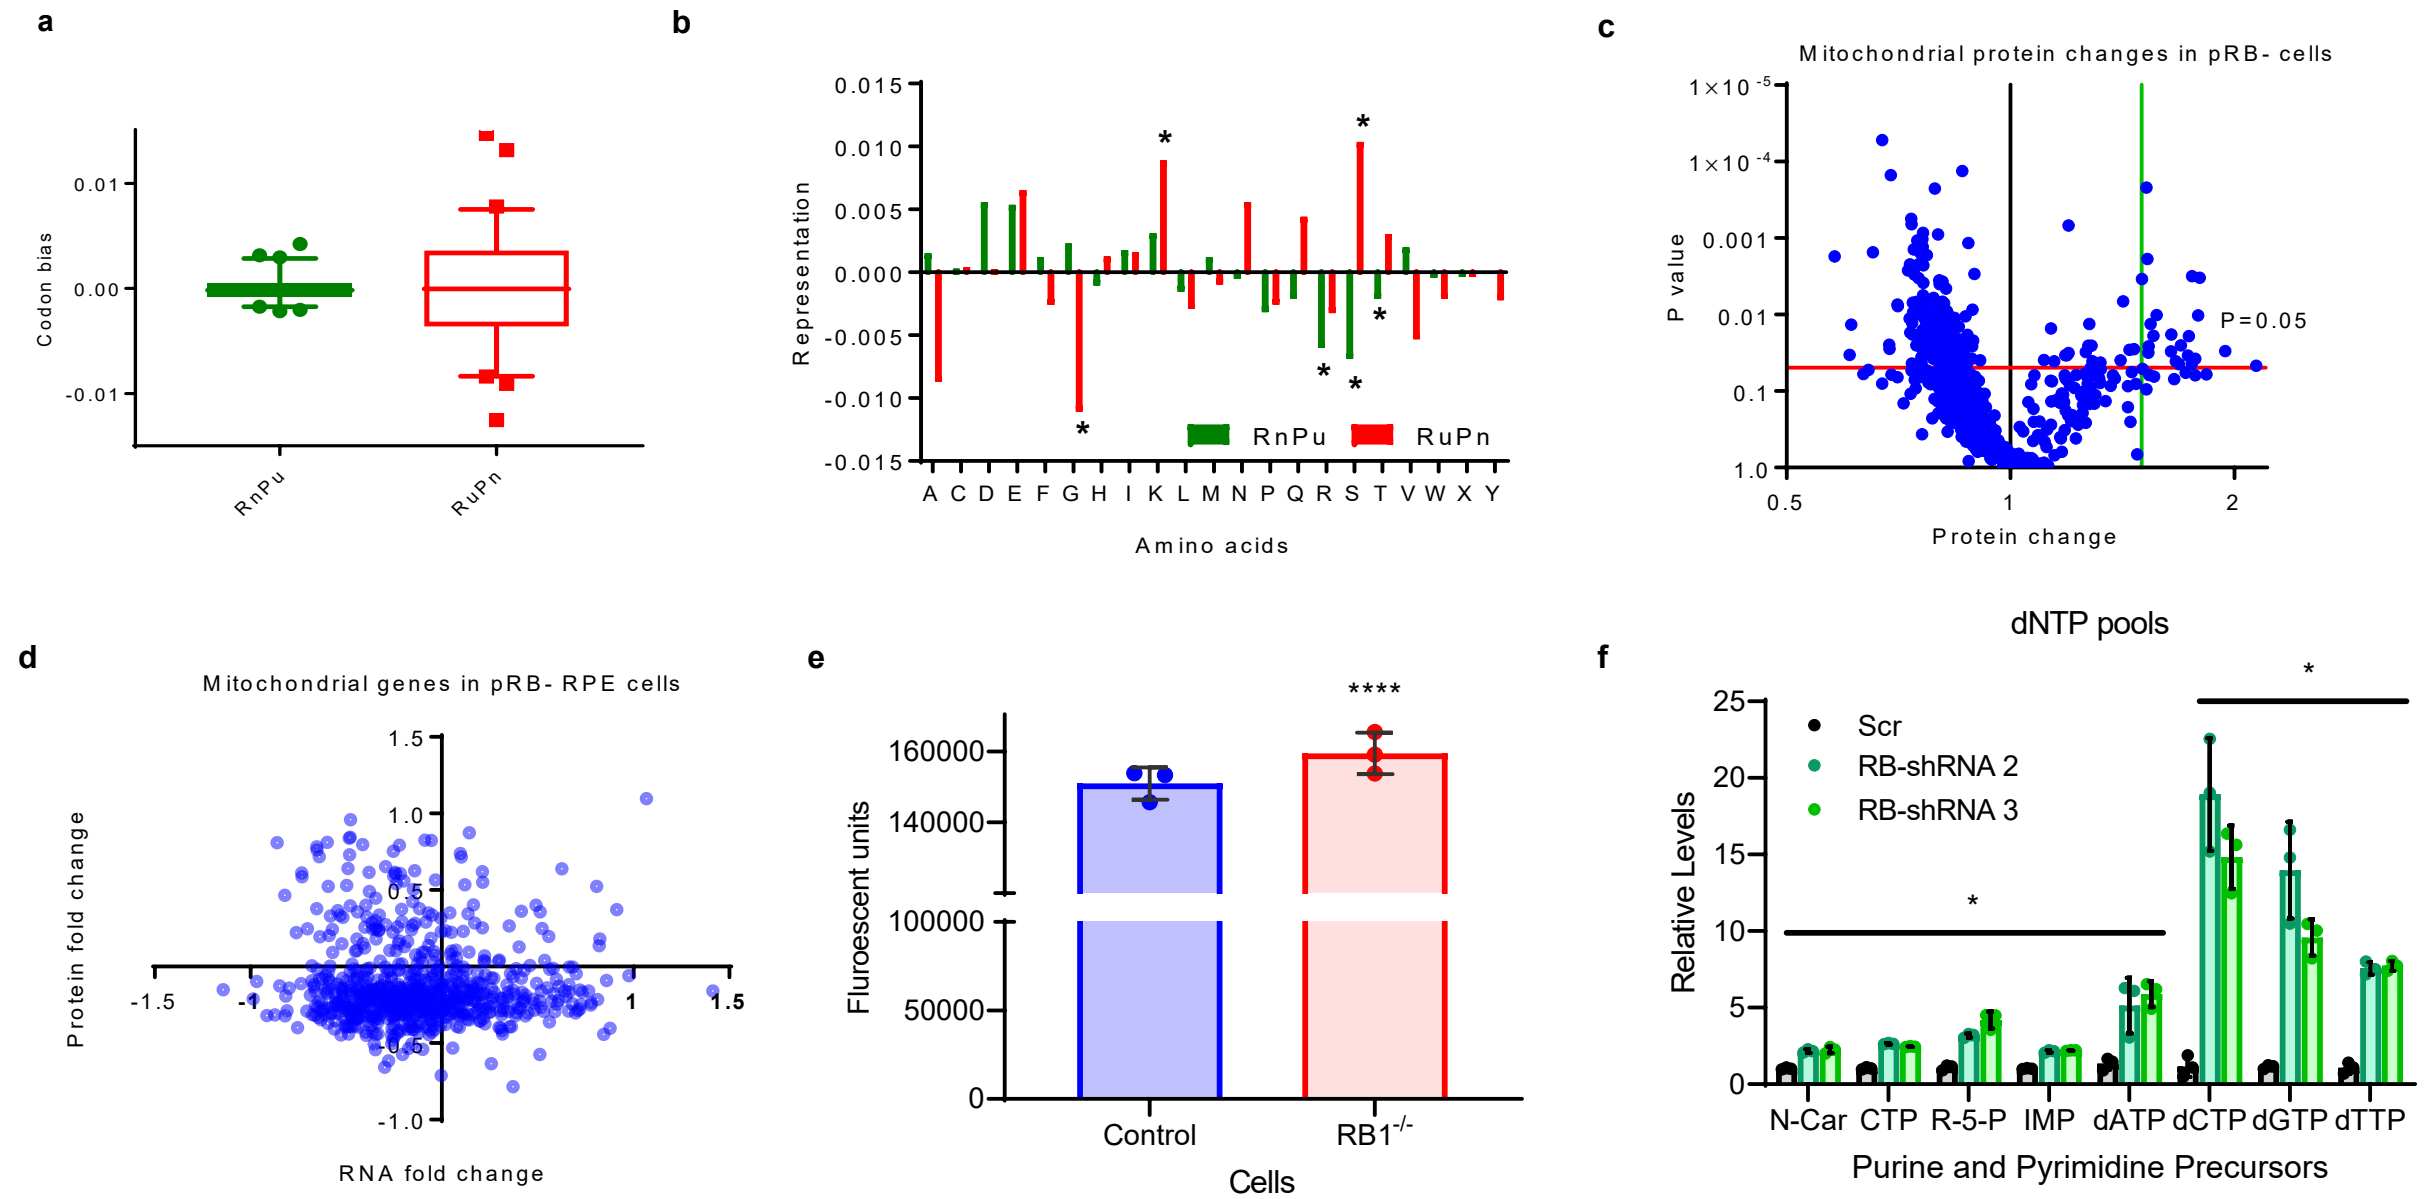 a
0.01
0.00
-0.01
Codon bias
RnPu
RuPn
b
0.015
0.010
0.005
0.000
-0.005
-0.010
-0.015
Representation
*
*
*
*
*
*
RnPu
RuPn
A C D E F G H I K L M N P Q R S T V W X Y
Amino acids
c
Mitochondrial protein changes in pRB- cells
1×10-5
1×10-4
0.001
0.01
0.1
1.0
P value
P=0.05
0.5
1
2
Protein change
d
Mitochondrial genes in pRB- RPE cells
1.5
1.0
0.5
-0.5
-1.0
-1.5
-1
1
1.5
Protein fold change
RNA fold change
e
****
160000
140000
100000
50000
0
Fluroescent units
Control
RB1-/-
Cells
f
dNTP pools
*
*
25
20
15
10
5
0
Relative Levels
Scr
RB-shRNA 2
RB-shRNA 3
N-Car CTP R-5-P IMP dATP dCTP dGTP dTTP
Purine and Pyrimidine Precursors